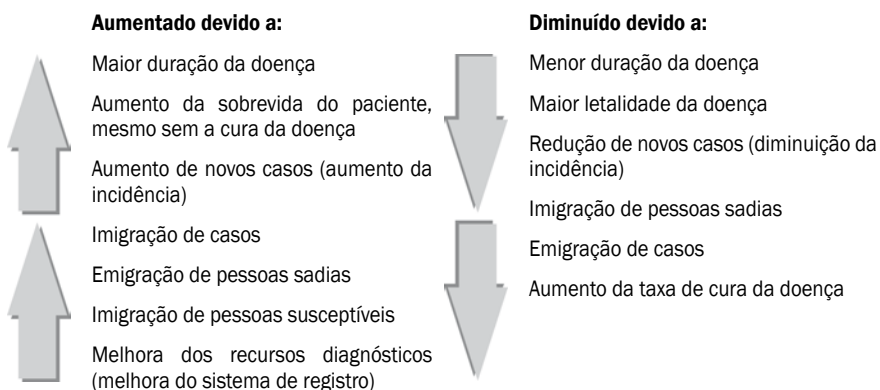 Aumentado devido a:
Maior duração da doença
Aumento da sobrevida do paciente,
mesmo sem a cura da doença
Aumento de novos casos (aumento da
incidência)
Imigração de casos
Emigração de pessoas sadias
Imigração de pessoas susceptíveis
Melhora dos recursos diagnósticos
(melhora do sistema de registro)
Diminuído devido a:
Menor duração da doença
Maior letalidade da doença
Redução de novos casos (diminuição da
incidência)
Imigração de pessoas sadias
Emigração de casos
Aumento da taxa de cura da doença